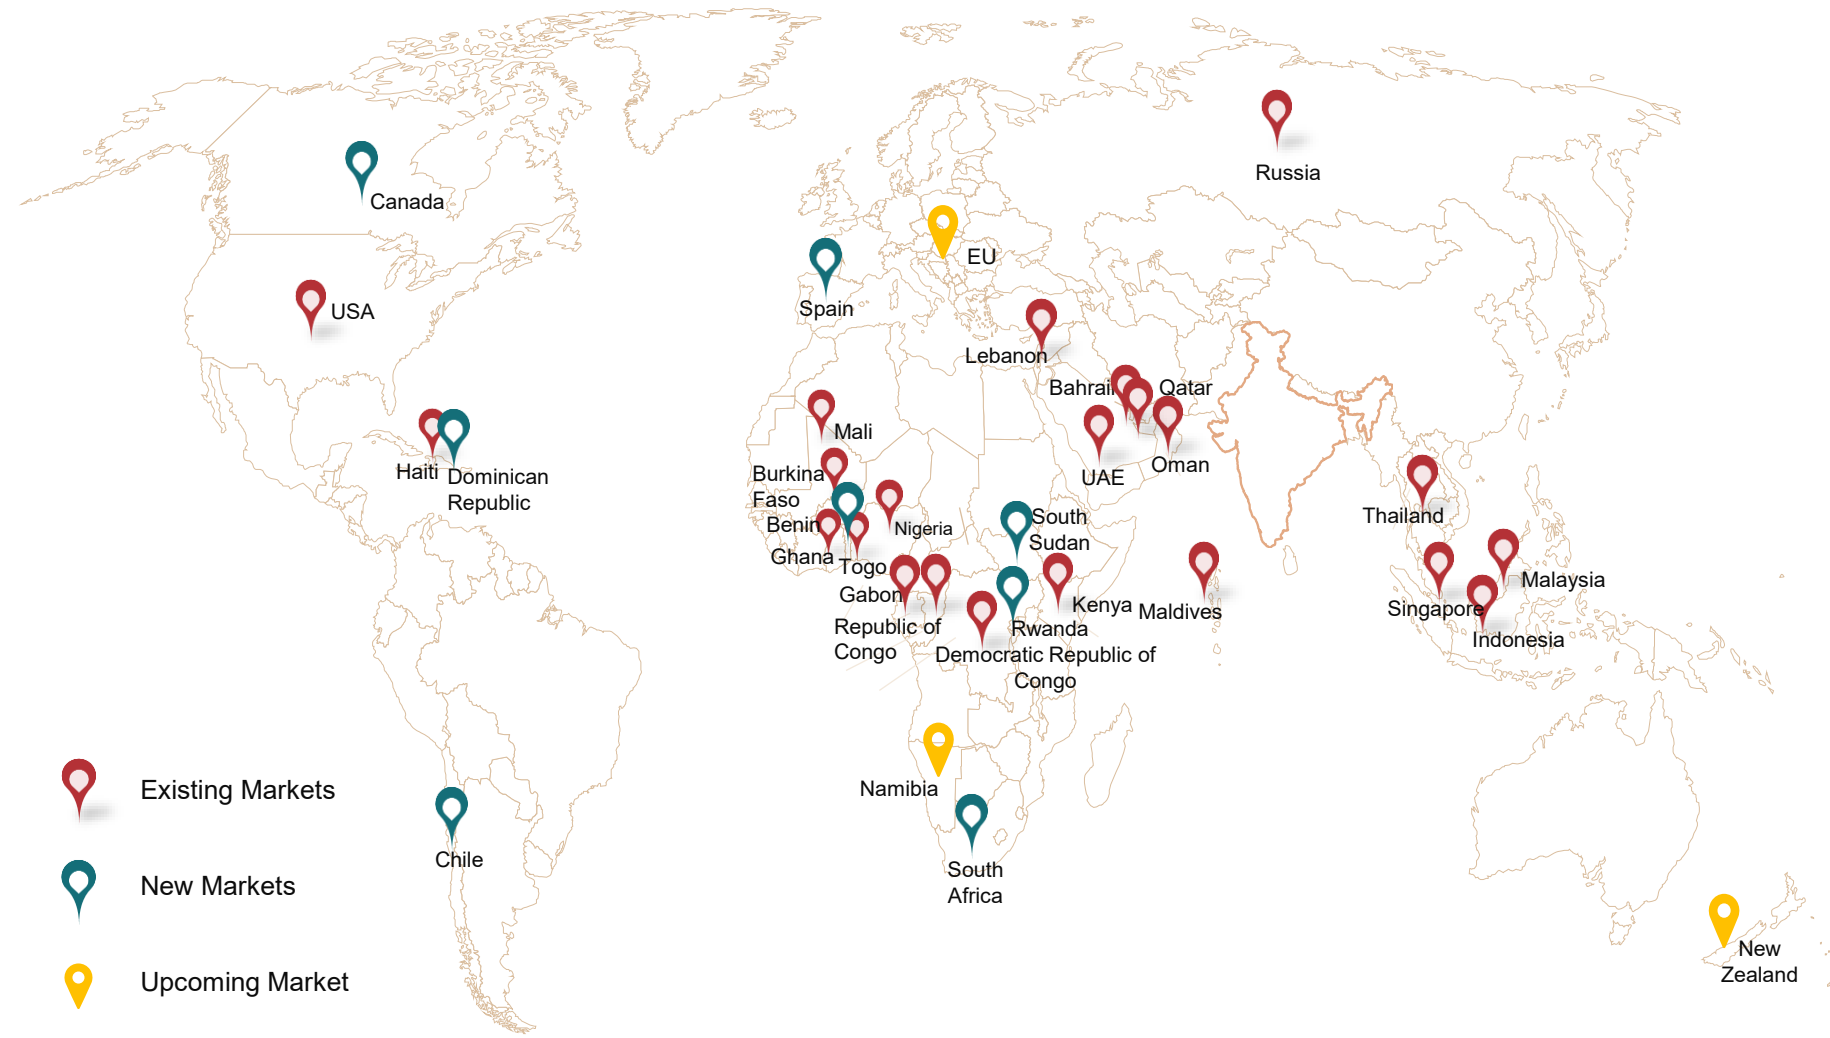 Russia
Canada
EU
USA
Spain
Lebanon
Bahrain
Qatar
Mali
Oman
Haiti
Dominican
Republic
Burkina
Faso
UAE
Thailand
Benin
Nigeria
South
Sudan
Ghana
Togo
Gabon
Kenya
Maldives
Malaysia
Singapore
Republic of
Congo
Rwanda
Indonesia
Democratic Republic of
Congo
Namibia
Existing Markets
Chile
South
Africa
New Markets
New
Zealand
Upcoming Market